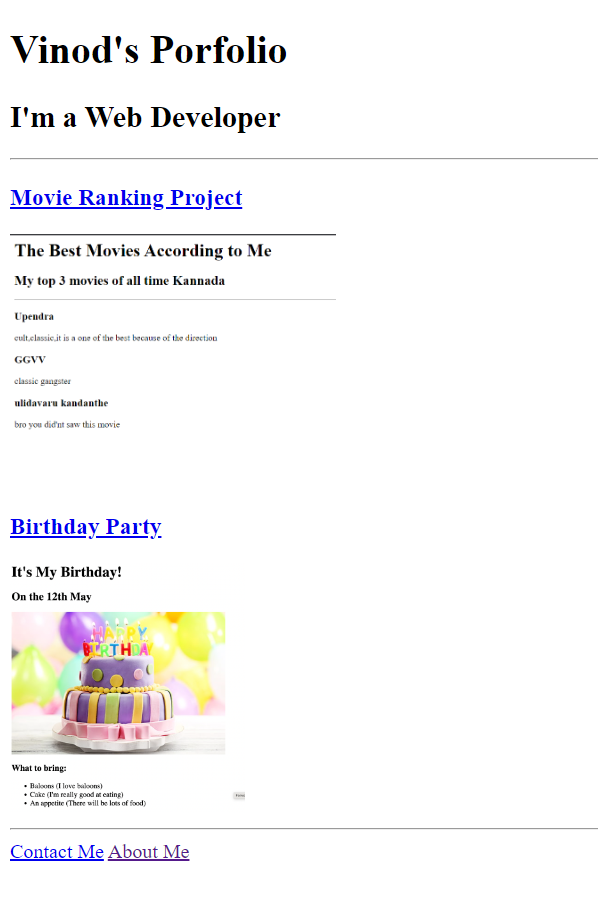 Vinod's Porfolio
I'm a Web Developer
Movie Ranking Project
The Best Movies According to Me
My top 3 movies of all time Kannada
Upendra
cult,classic,it is a one of the best because of the direction
GGVV
classic gangster
ulidavaru kandanthe
bro you did'nt saw this movie
Birthday Party
It's My Birthday!
On the 12th May
HAPPY
BIRTHDAY
What to bring:
• Baloons (I love baloons)
• Cake (I'm really good at eating)
• An appetite (There will be lots of food)
Contact Me About Me